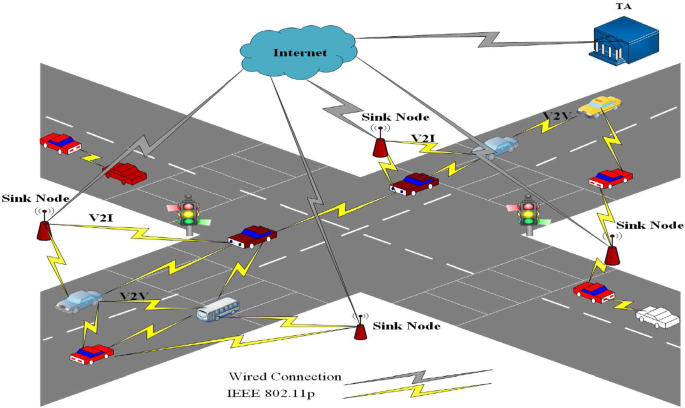 TA
Internet
Sink Node
V2V
V2I
Sink Node
V2I
Sink Node
V2V
Sink Node
Wired Connection
IEEE 802.11p